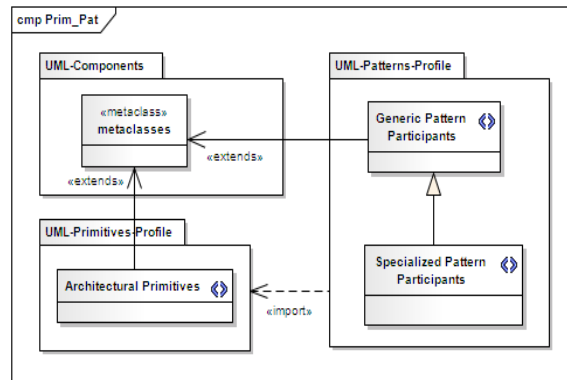 cmp Prim_Pat
UML-Components
«metaclass»
metaclasses
«extends»
«extends»
UML-Patterns-Profile
Generic Pattern
Participants
Specialized Pattern
Participants
UML-Primitives-Profile
Architectural Primitives
«import»